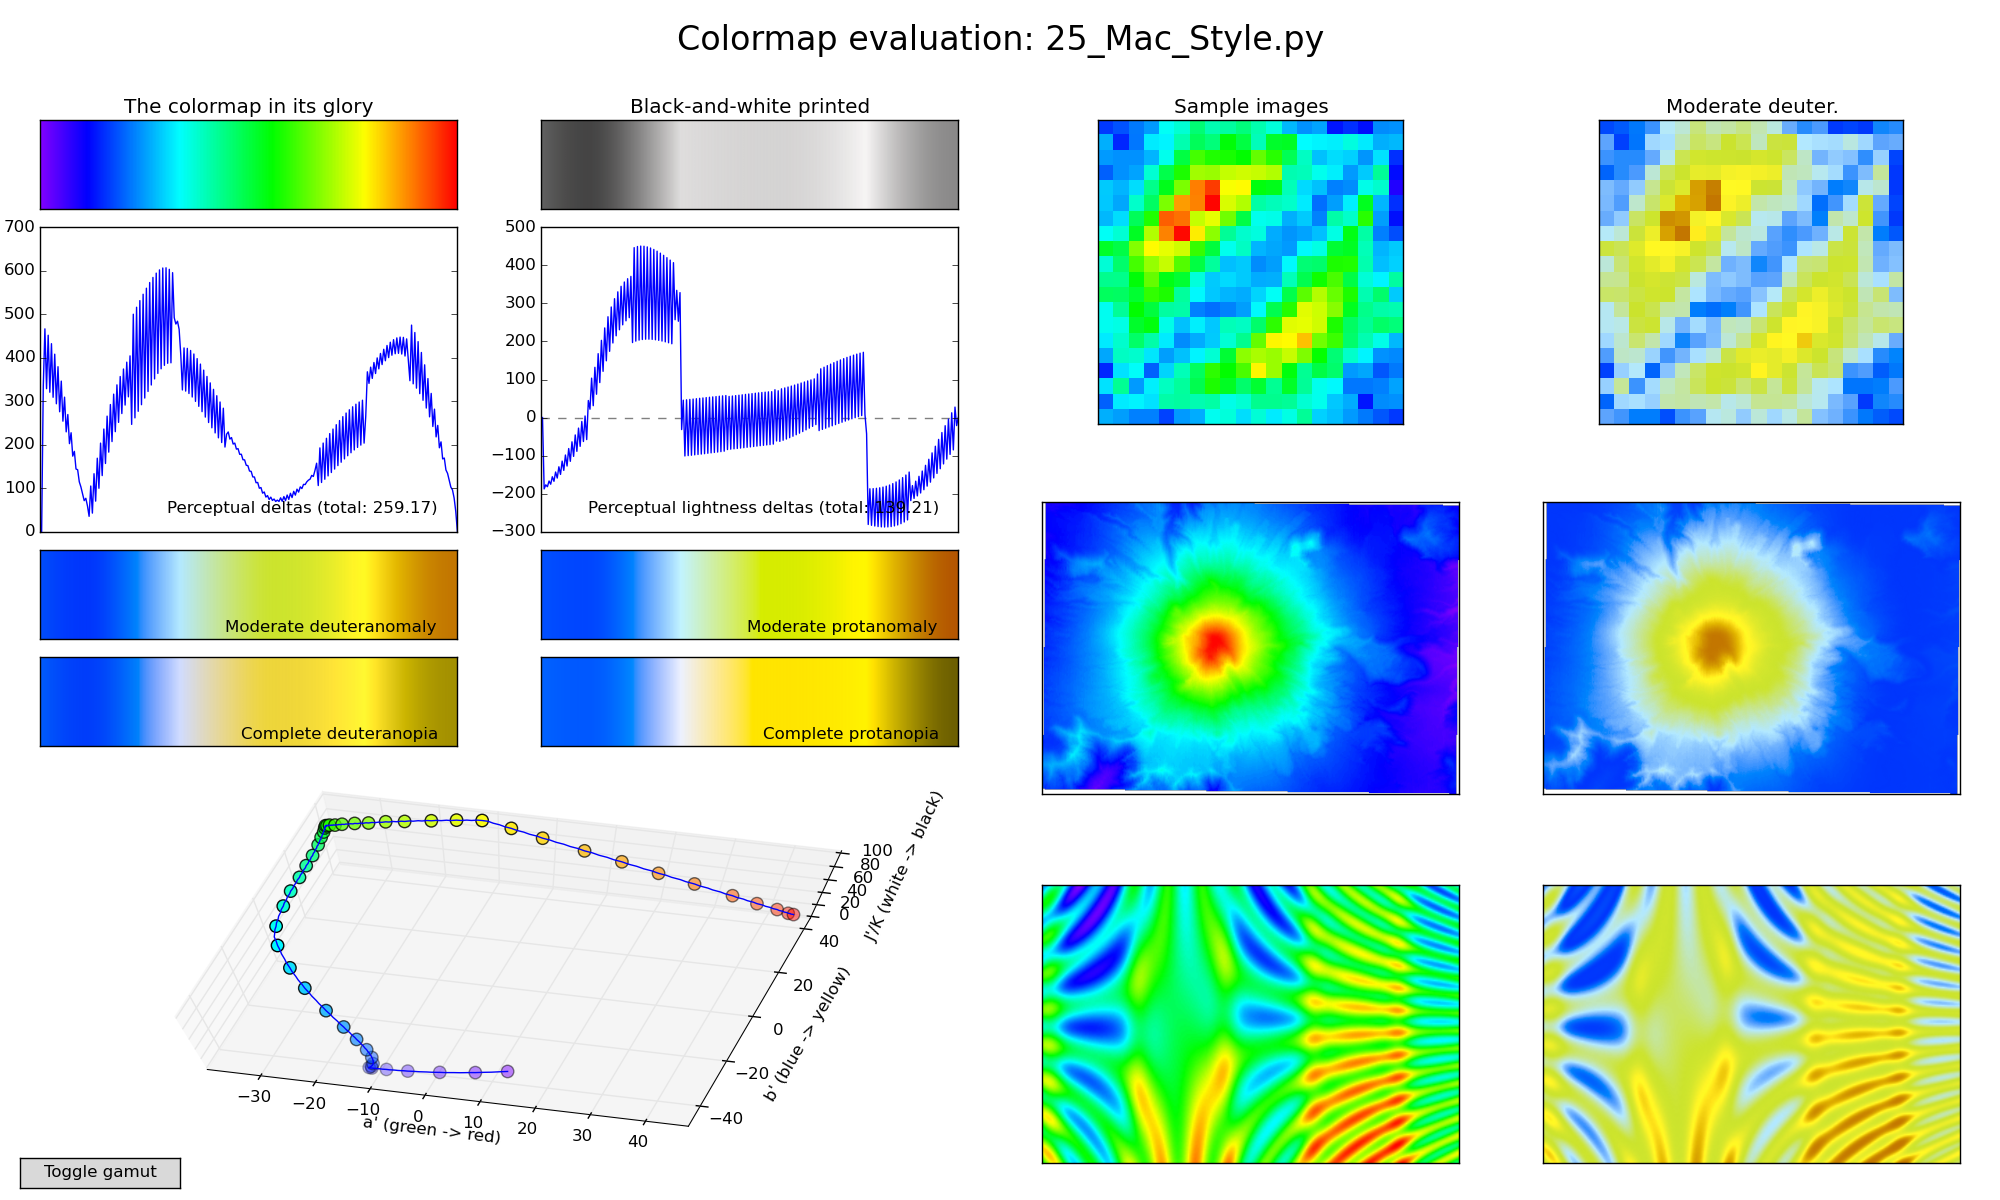 Colormap evaluation: 25_Mac_Style.py
The colormap in its glory
Black-and-white printed
Sample images
Moderate deuter.
700
600
500
400
300
200
100
0
Perceptual deltas (total: 259.17)
500
400
300
200
100
0
−100
−200
−300
Perceptual lightness deltas (total: 139.21)
Moderate deuteranomaly
Moderate protanomaly
Complete deuteranopia
Complete protanopia
100
80
60
40
20
0
J'/K (white -> black)
40
20
0
−20
−40
b' (blue -> yellow)
−30
−20
−10
0
10
20
30
40
a' (green -> red)
Toggle gamut